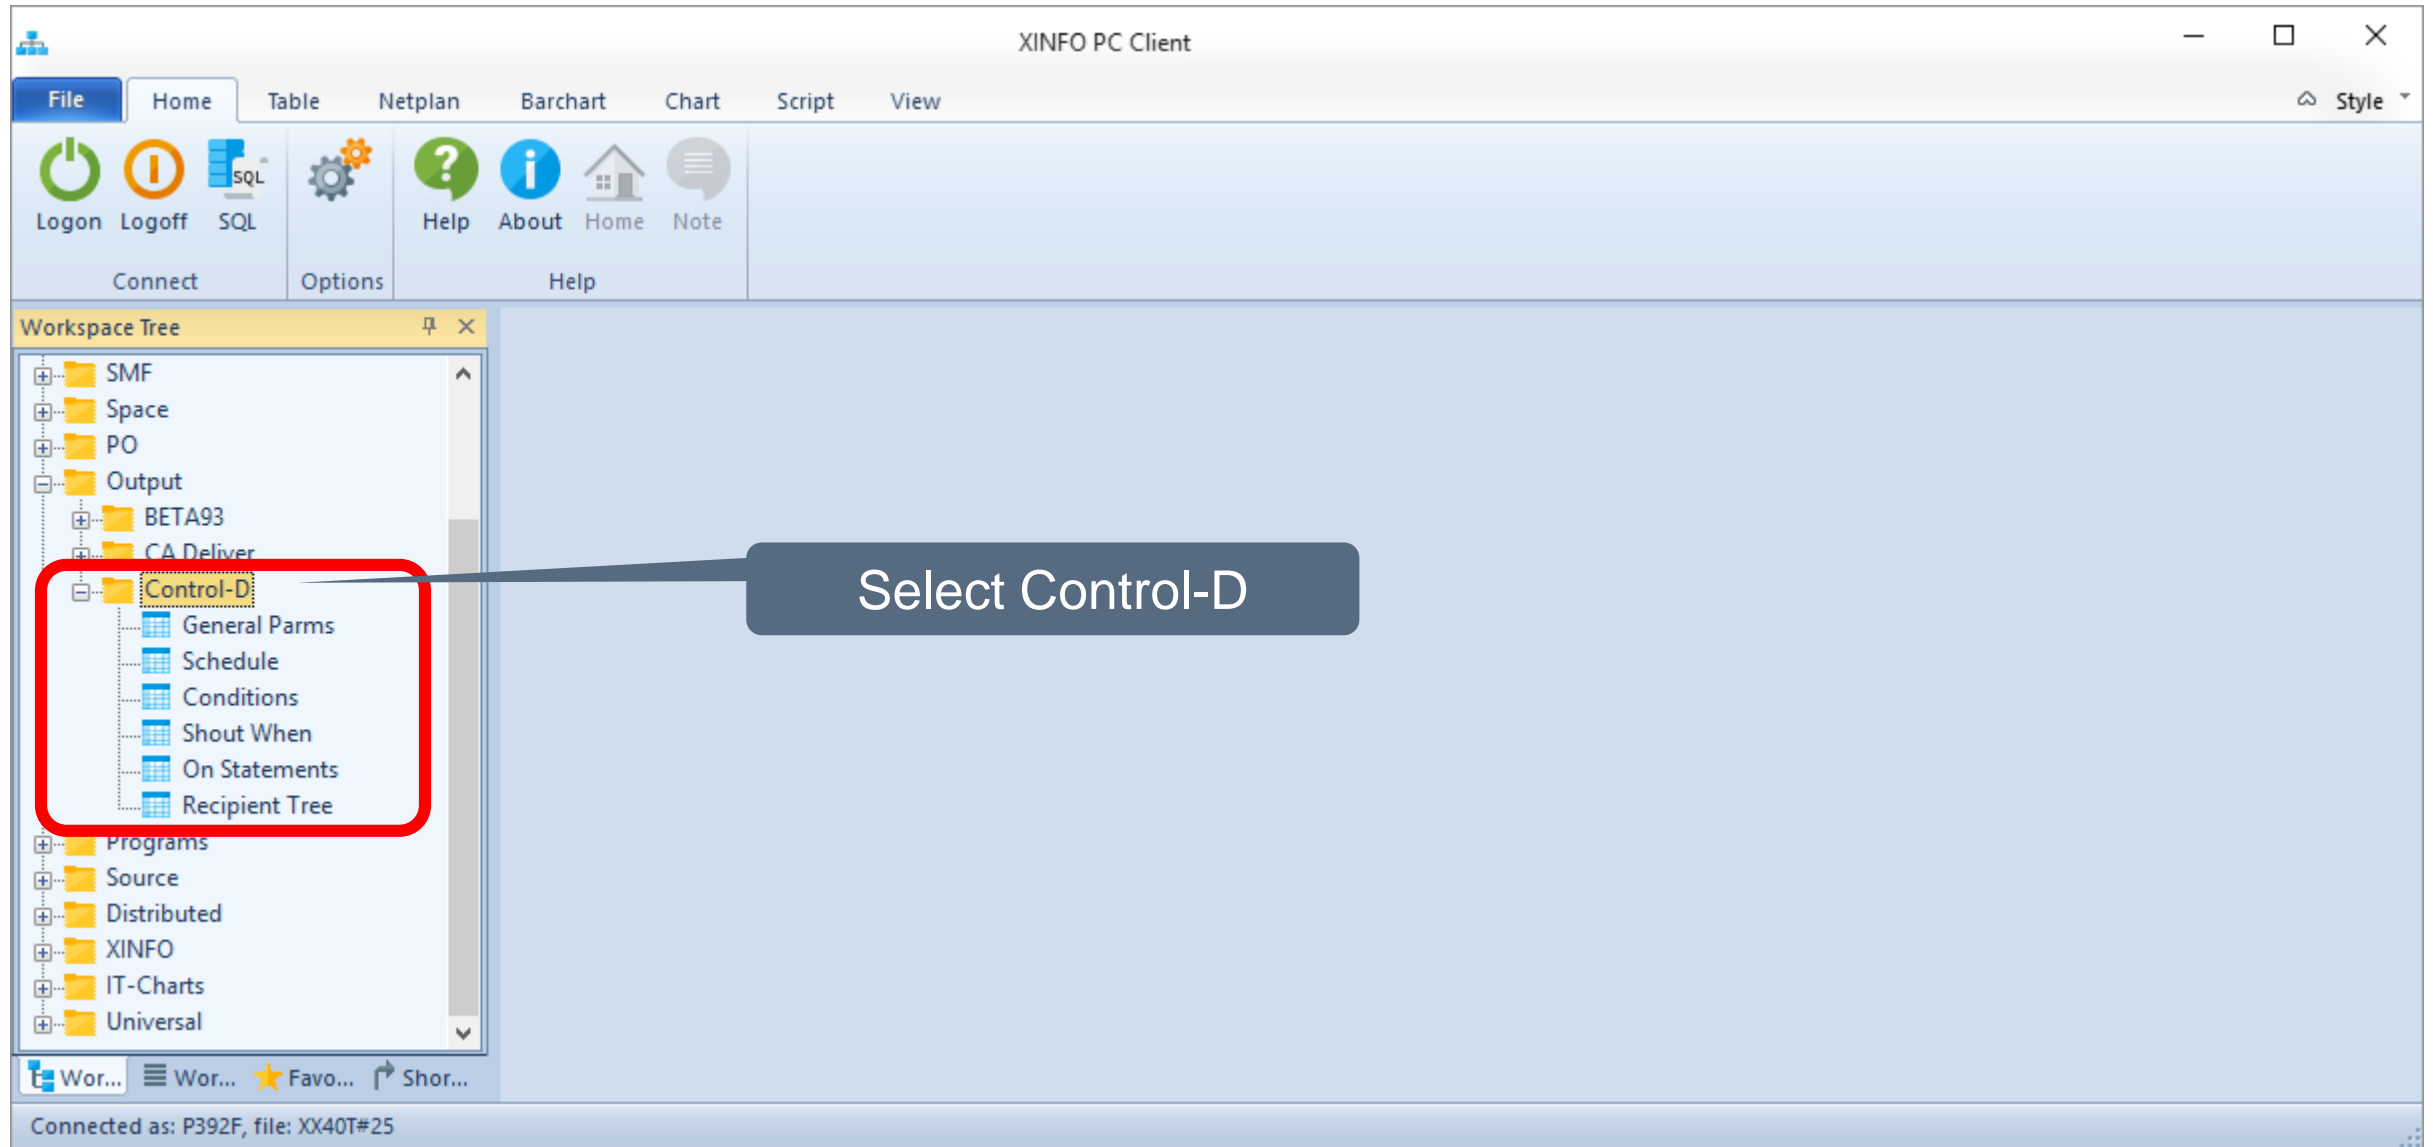 XINFO PC Client
File Home Table Netplan Barchart Chart Script View Style
SQL
Logon Logoff SQL Help About Home Note
Connect Options Help
Workspace Tree
SMF
Space
PO
Output
BETA93
CA Deliver
Control-D
Select Control-D
General Parms
Schedule
Conditions
Shout When
On Statements
Recipient Tree
Programs
Source
Distributed
XINFO
IT-Charts
Universal
Wor... Wor... Favo... Shor...
Connected as: P392F, file: XX40T#25